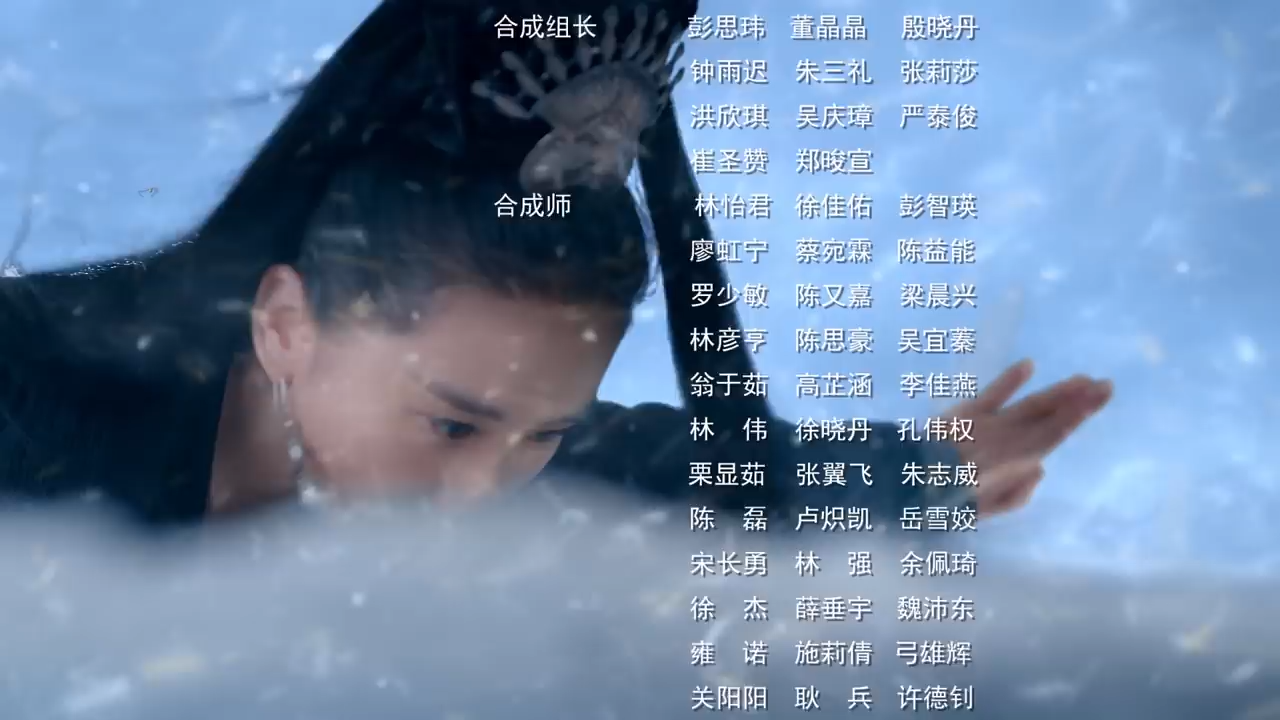 合成组长 彭思玮 董晶晶 殷晓丹
钟雨迟 朱三礼 张莉莎
洪欣琪 吴庆璋 严泰俊
崔圣赞 郑晙宣
合成师 林怡君 徐佳佑 彭智瑛
廖虹宁 蔡宛霖 陈益能
罗少敏 陈又嘉 梁晨兴
林彦亨 陈思豪 吴宜蓁
翁于茹 高芷涵 李佳燕
林 伟 徐晓丹 孔伟权
栗显茹 张翼飞 朱志威
陈 磊 卢炽凯 岳雪姣
宋长勇 林 强 余佩琦
徐 杰 薛垂宇 魏沛东
雍 诺 施莉倩 弓雄辉
关阳阳 耿 兵 许德钊